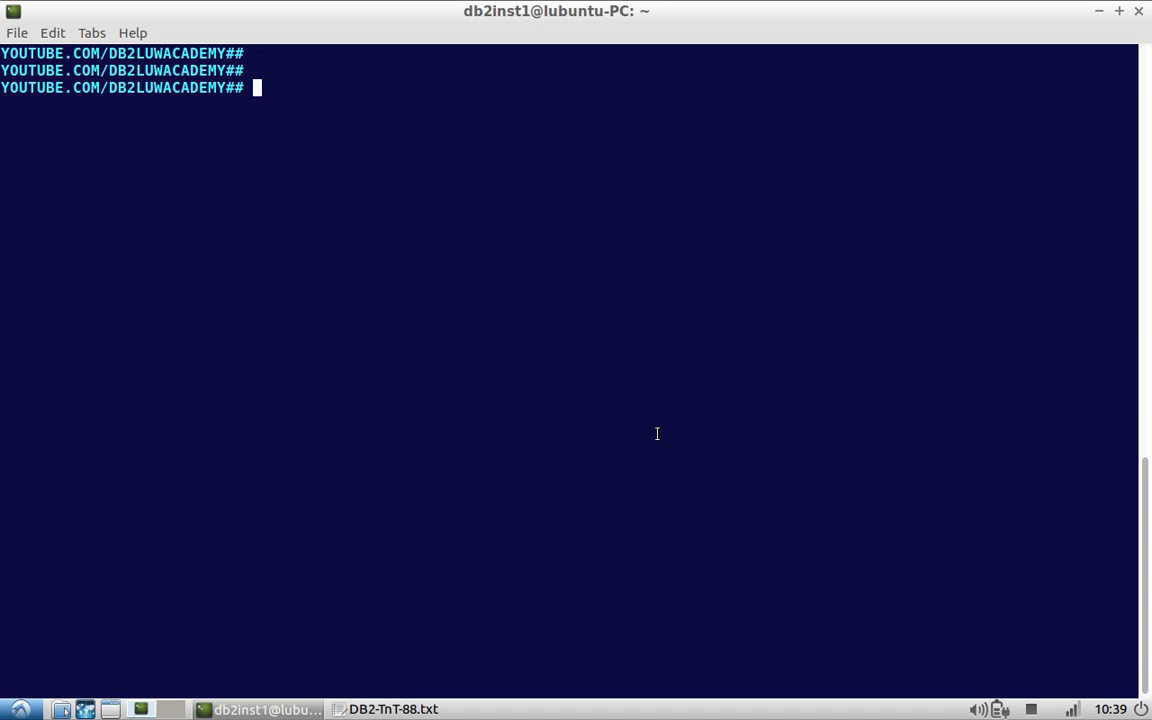 db2inst1@lubuntu-PC: ~
File Edit Tabs Help
YOUTUBE.COM/DB2LUWACADEMY##
YOUTUBE.COM/DB2LUWACADEMY##
YOUTUBE.COM/DB2LUWACADEMY##
db2inst1@lubu... DB2-TnT-88.txt 10:39